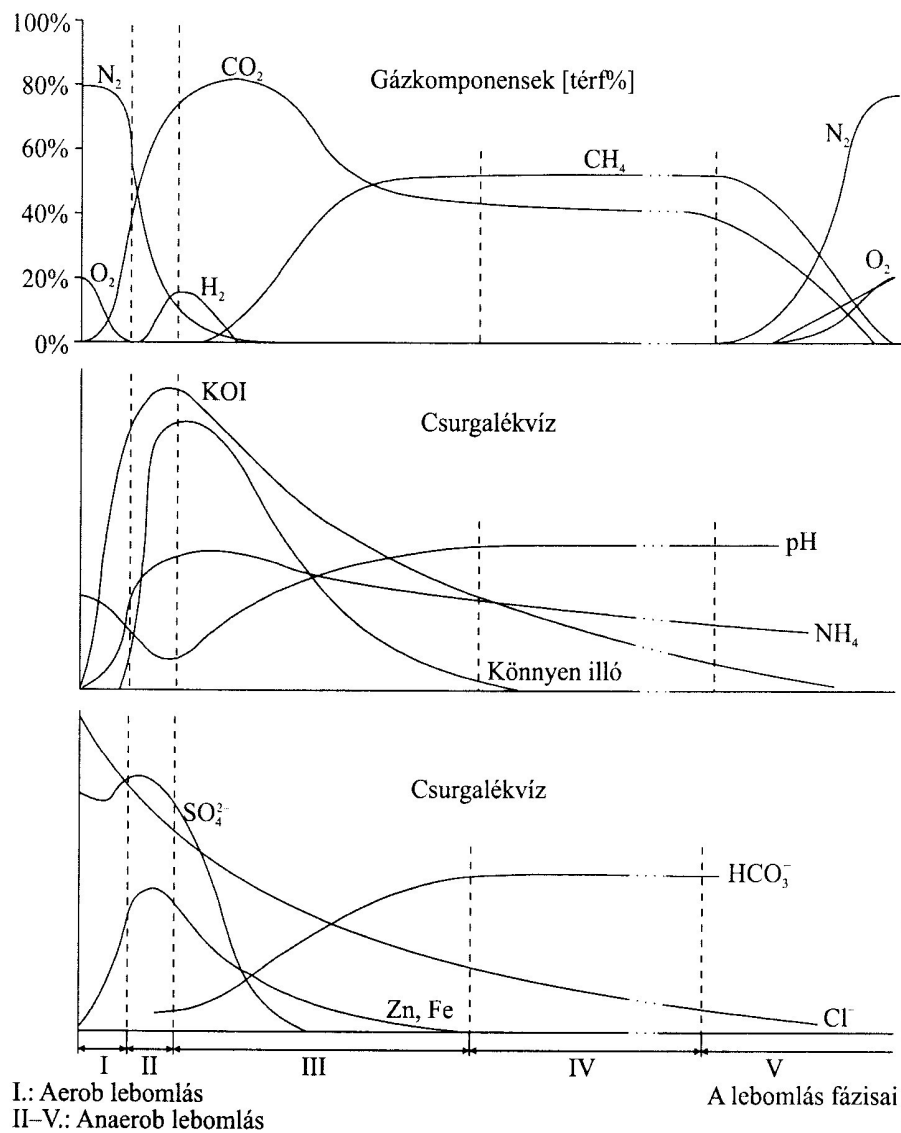 100%
N₂
CO₂
Gázkomponensek [térf%]
80%
N₂
60%
CH₄
40%
O₂
H₂
O₂
20%
0%
KOI
Csurgalékvíz
pH
NH₄
Könnyen illó
Csurgalékvíz
SO₄²⁻
HCO₃⁻
Zn, Fe
Cl⁻
I II III IV V
I.: Aerob lebomlás
A lebomlás fázisai
II–V.: Anaerob lebomlás